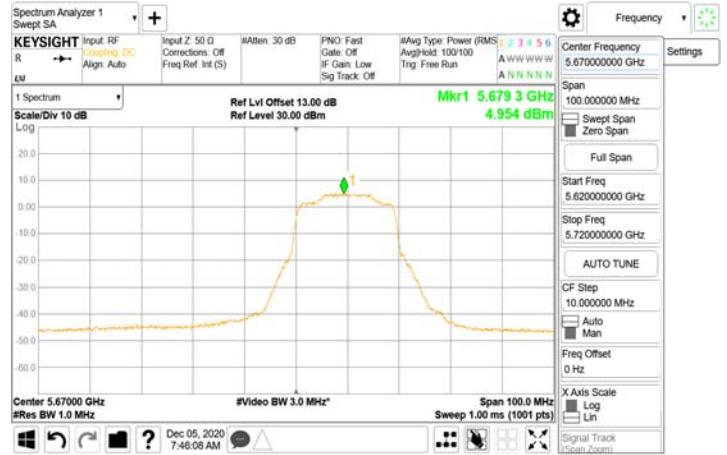 Spectrum Analyzer 1
Swept SA
+
Frequency
KEYSIGHT
R
Input: RF
Coupling: DC
Align: Auto
Input Z: 50 Ω
Corrections: Off
Freq Ref: Int (S)
#Atten: 30 dB
PNO: Fast
Gate: Off
IF Gain: Low
Sig Track: Off
#Avg Type: Power (RMS
Avg|Hold: 100/100
Trig: Free Run
1 2 3 4 5 6
A W W W W W
A N N N N N
1 Spectrum
Scale/Div 10 dB
Ref Lvl Offset 13.00 dB
Ref Level 30.00 dBm
Mkr1 5.679 3 GHz
4.954 dBm
Log
20.0
10.0
0.00
-10.0
-20.0
-30.0
-40.0
-50.0
-60.0
1
Center 5.67000 GHz
#Res BW 1.0 MHz
#Video BW 3.0 MHz*
Span 100.0 MHz
Sweep 1.00 ms (1001 pts)
?
Dec 05, 2020
7:46:08 AM
Center Frequency
5.670000000 GHz
Settings
Span
100.000000 MHz
Swept Span
Zero Span
Full Span
Start Freq
5.620000000 GHz
Stop Freq
5.720000000 GHz
AUTO TUNE
CF Step
10.000000 MHz
Auto
Man
Freq Offset
0 Hz
X Axis Scale
Log
Lin
Signal Track
(Span Zoom)